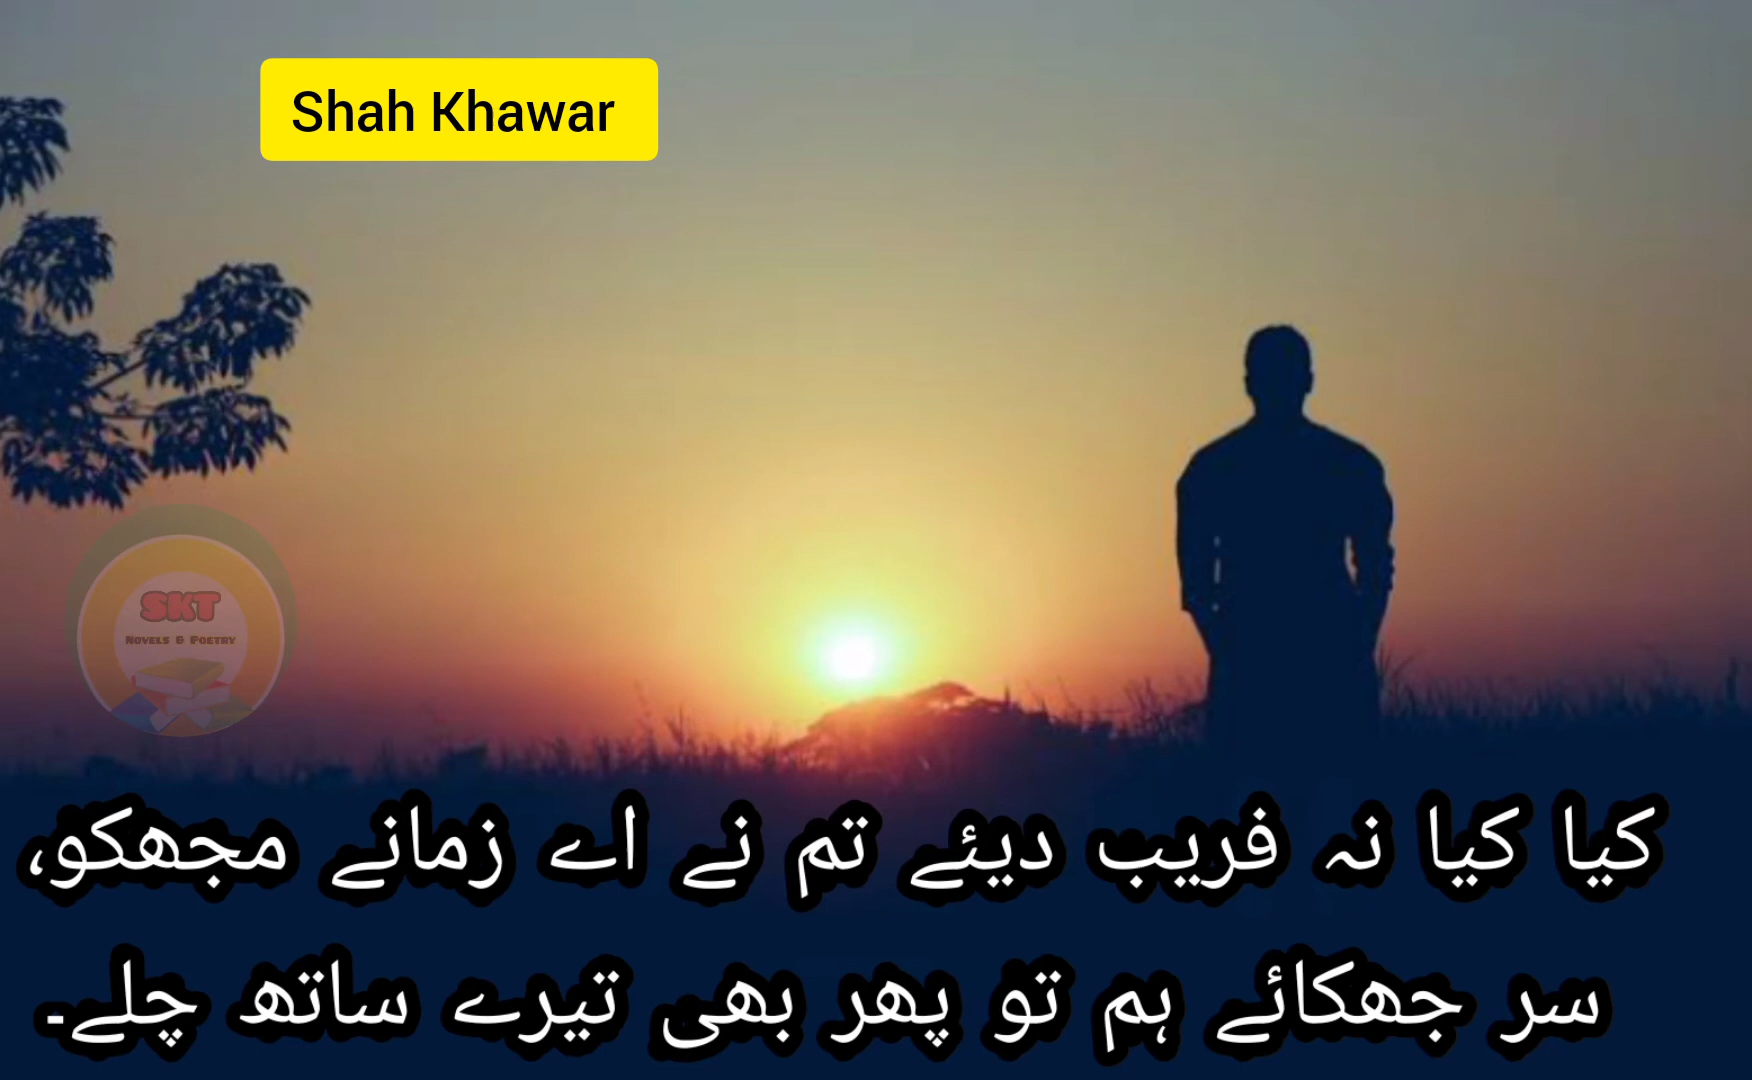 Shah Khawar
SKT
Novels & Poetry
کیا کیا نہ فریب دیئے تم نے اے زمانے مجھکو،
سر جھکائے ہم تو پھر بھی تیرے ساتھ چلے۔